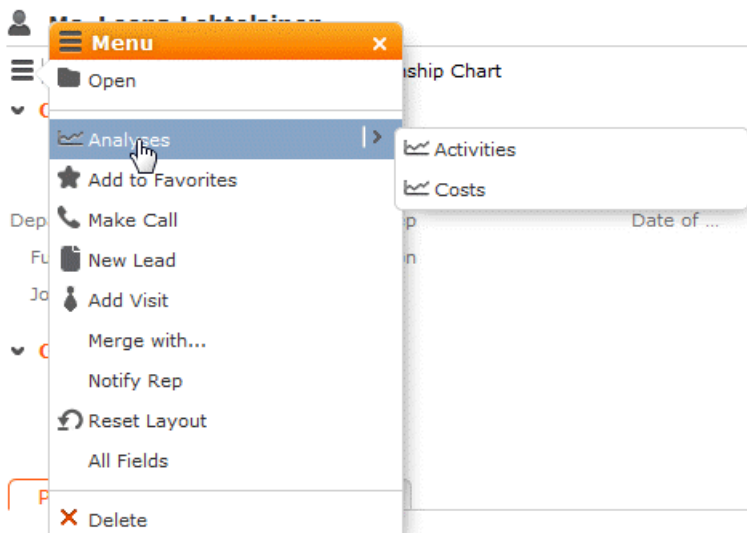 Menu
ship Chart
Open
Analyses
Activities
Add to Favorites
Costs
Make Call
Date of ...
New Lead
Add Visit
Merge with...
Notify Rep
Reset Layout
All Fields
Delete